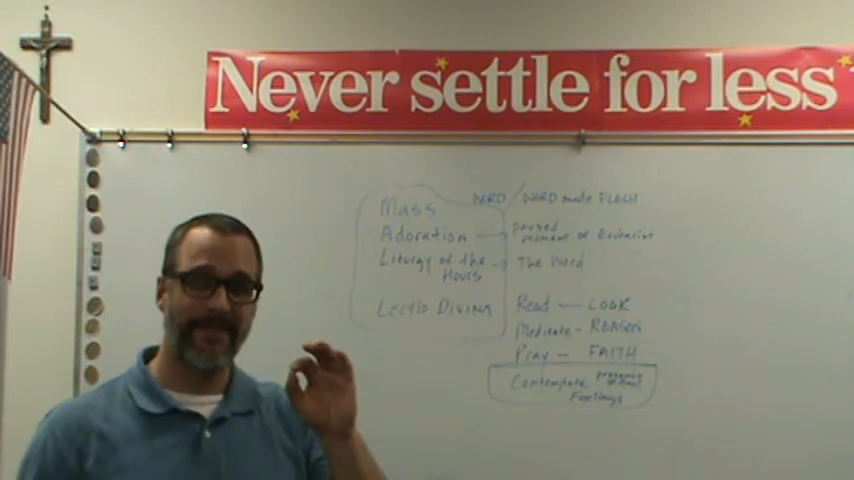 Never settle for less
Mass WORD / WORD made FLESH
Adoration → paused
moment of Eucharist
Liturgy of the → The Word
Hours
Lectio Divina Read — LOOK
Meditate - REASON
Pray — FAITH
Contemplate
Feelings